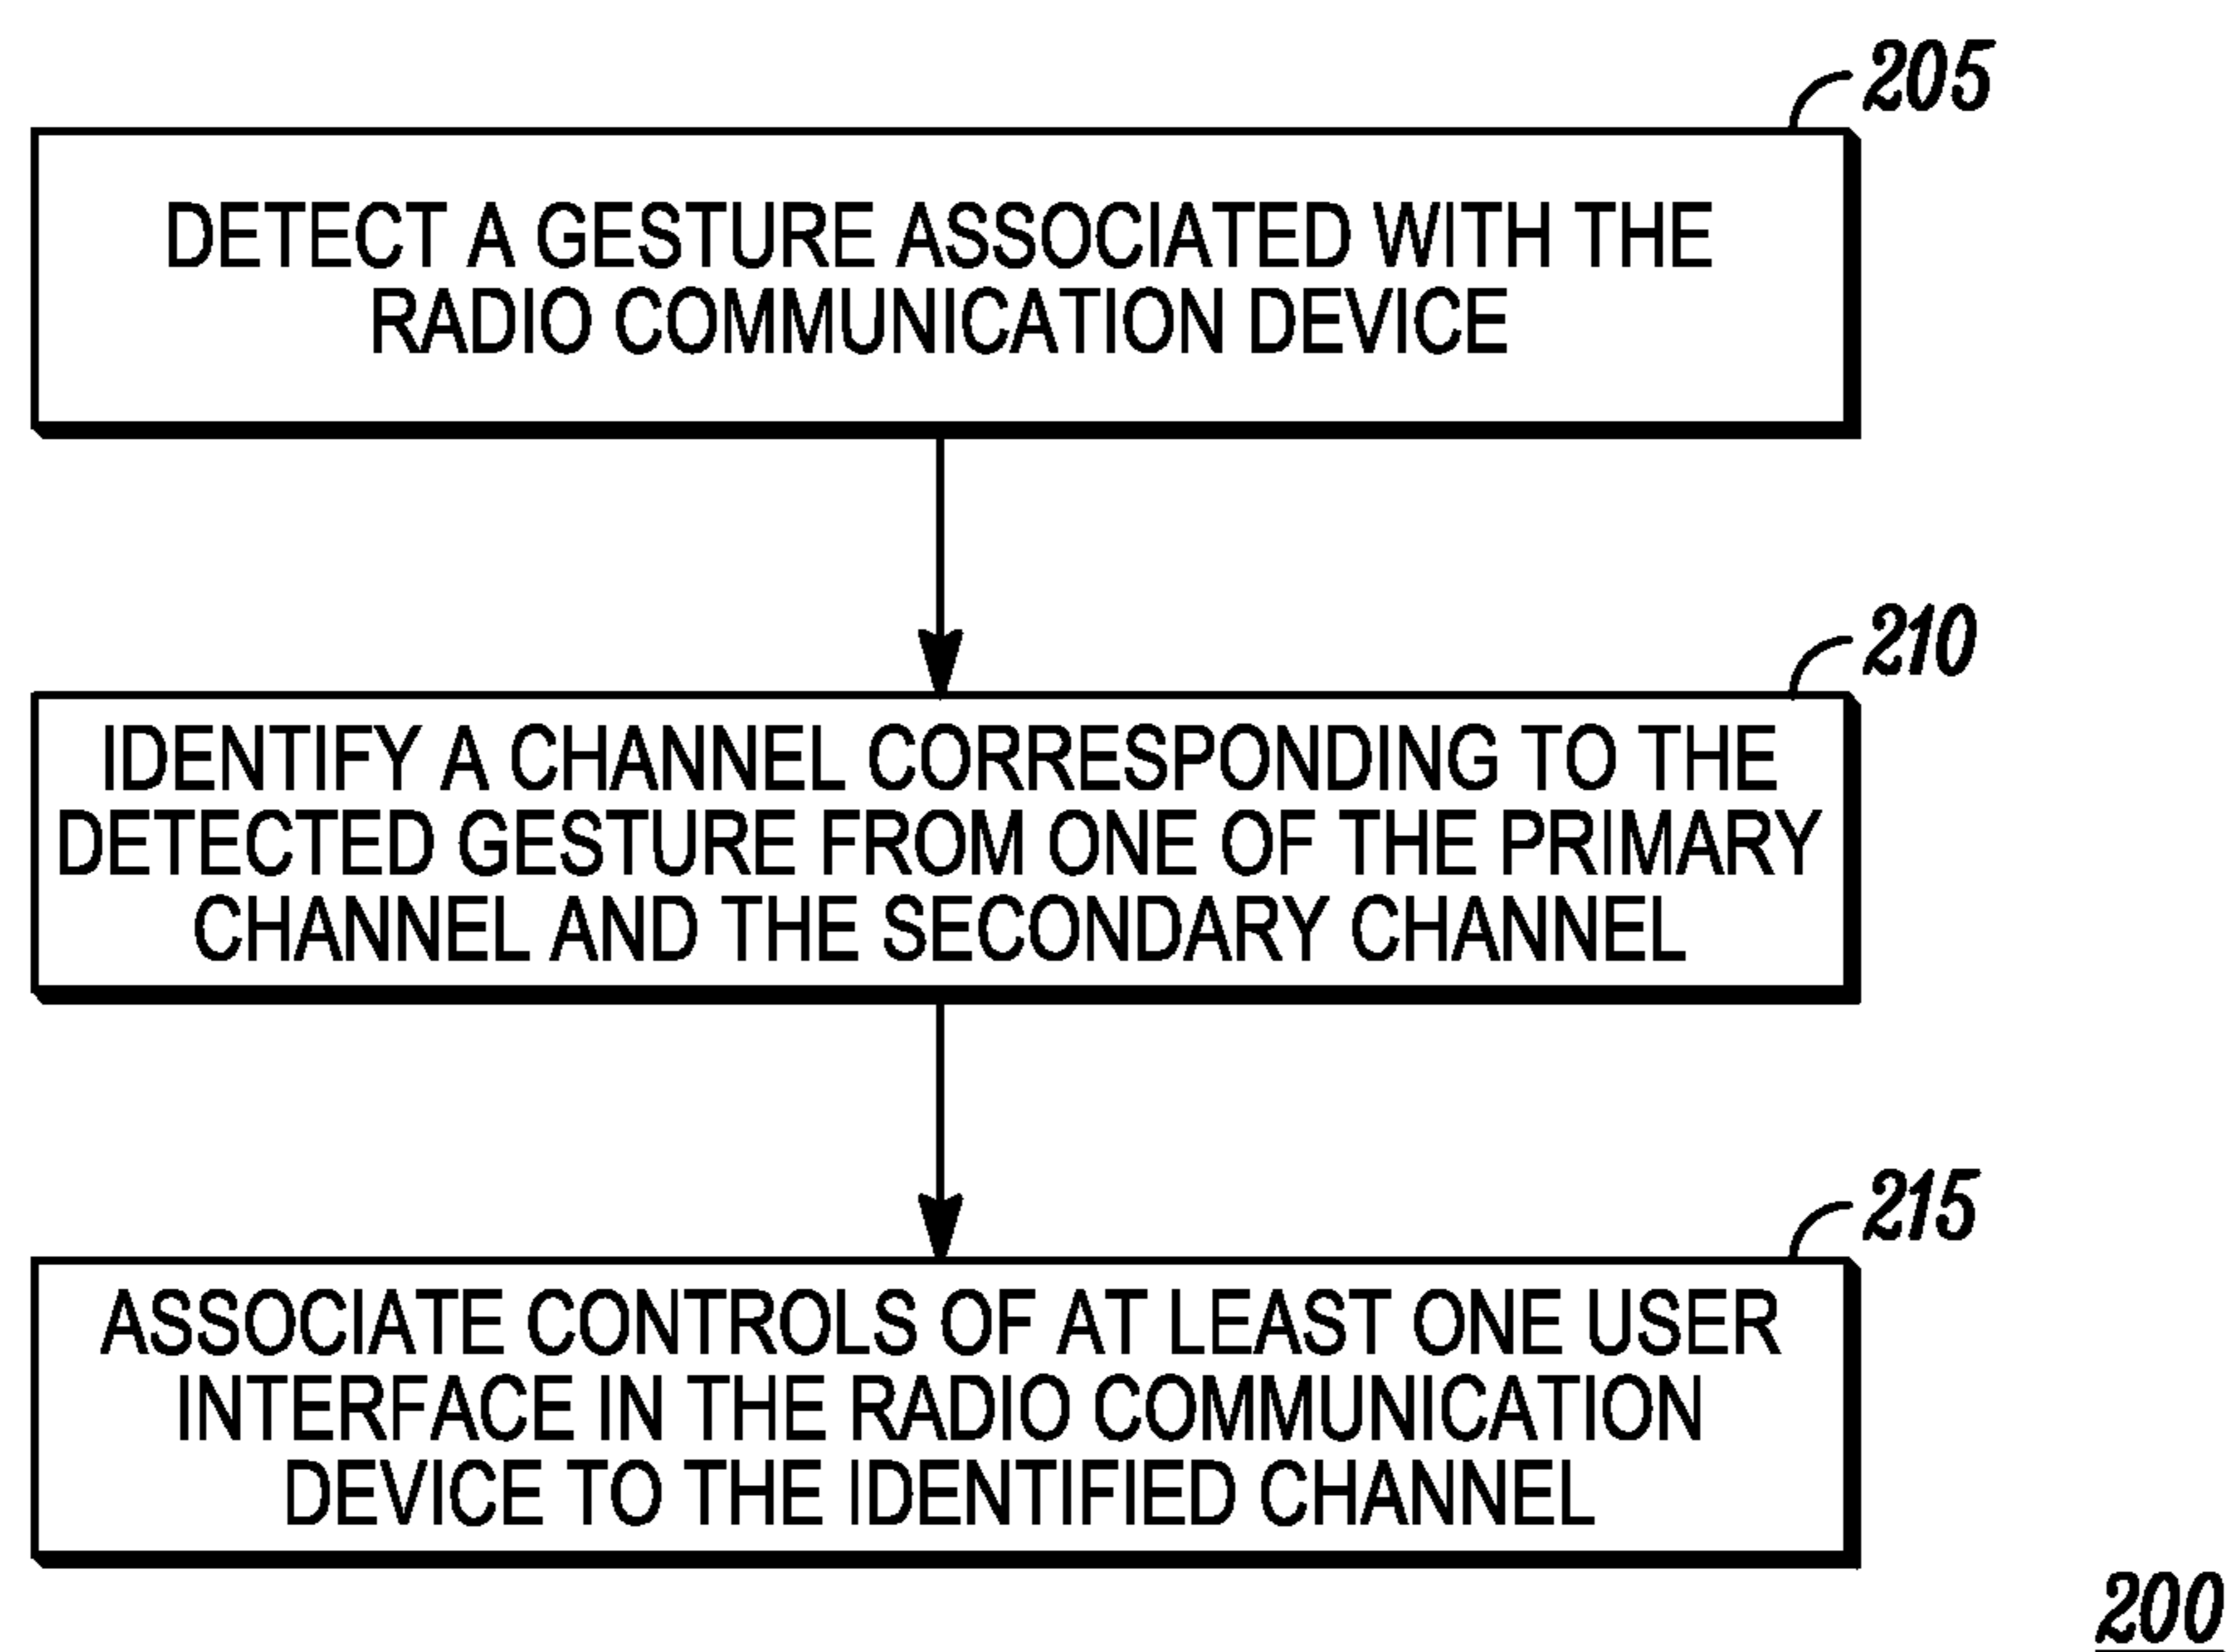 205
DETECT A GESTURE ASSOCIATED WITH THE
RADIO COMMUNICATION DEVICE
210
IDENTIFY A CHANNEL CORRESPONDING TO THE
DETECTED GESTURE FROM ONE OF THE PRIMARY
CHANNEL AND THE SECONDARY CHANNEL
215
ASSOCIATE CONTROLS OF AT LEAST ONE USER
INTERFACE IN THE RADIO COMMUNICATION
DEVICE TO THE IDENTIFIED CHANNEL
200